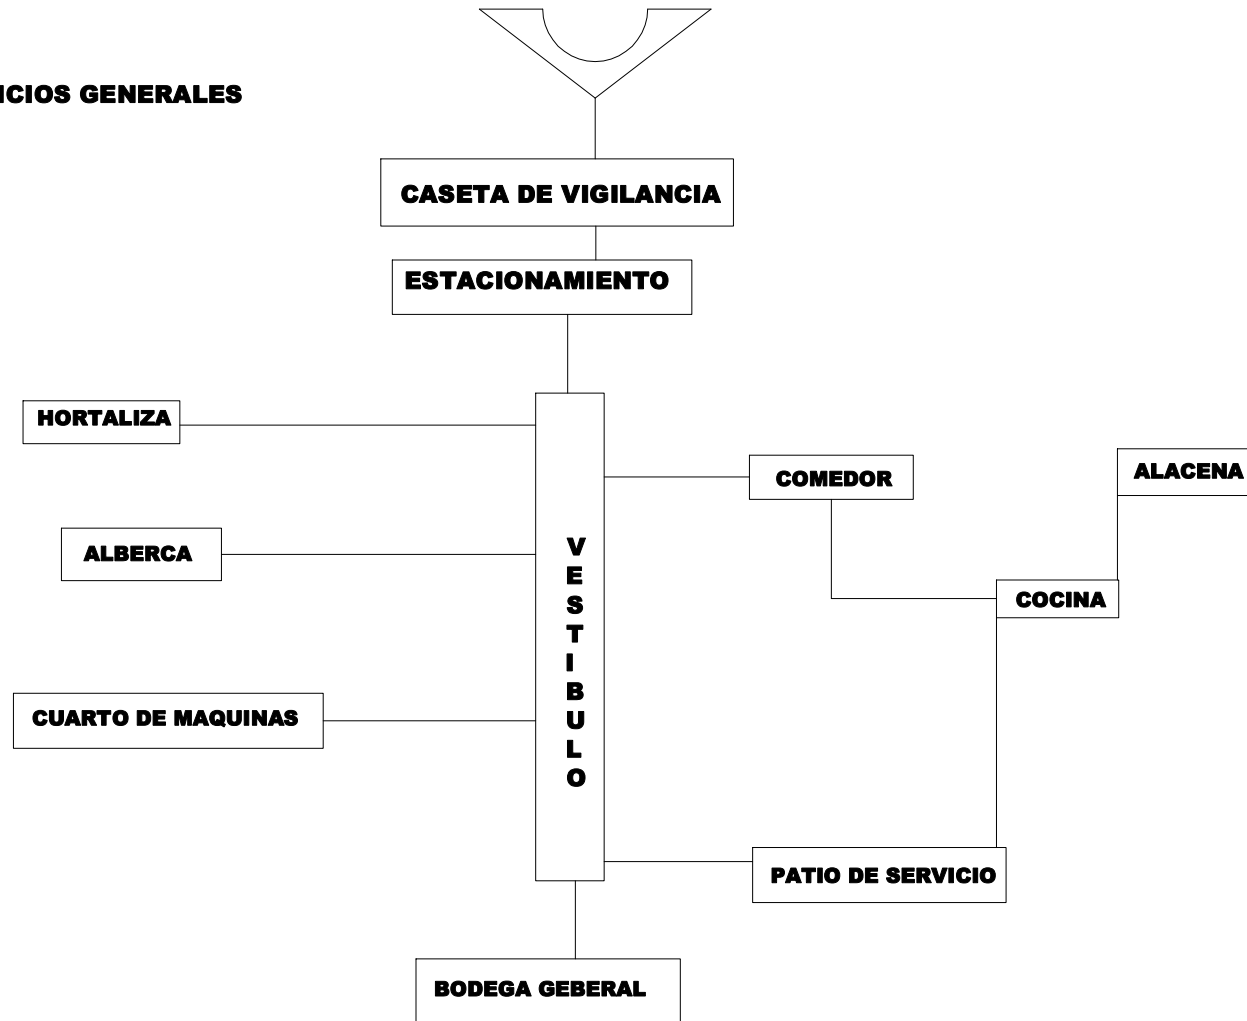 ICIOS GENERALES
CASETA DE VIGILANCIA
ESTACIONAMIENTO
HORTALIZA
COMEDOR
ALACENA
ALBERCA
VESTIBULO
COCINA
CUARTO DE MAQUINAS
PATIO DE SERVICIO
BODEGA GEBERAL